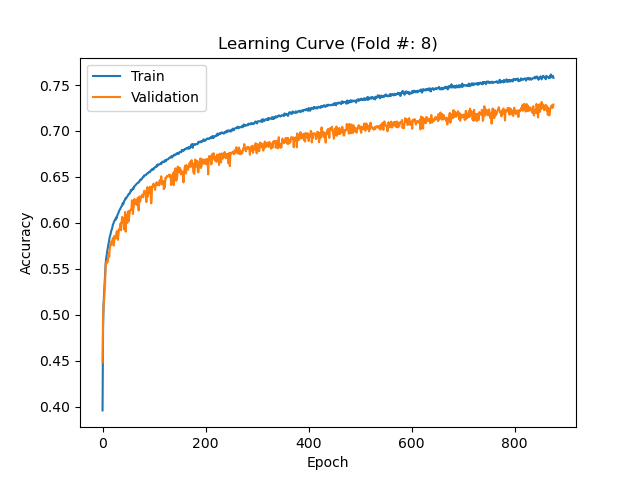 Learning Curve (Fold #: 8)
Train
Validation
0.75
0.70
0.65
0.60
0.55
0.50
0.45
0.40
Accuracy
0 200 400 600 800
Epoch